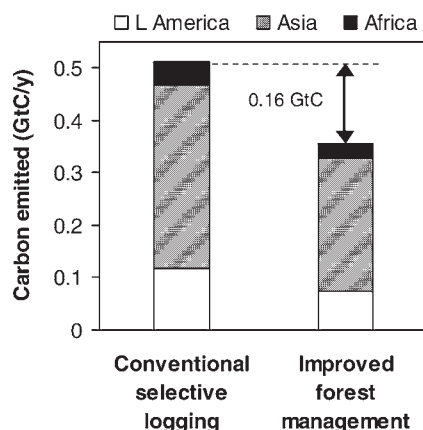 L America Asia Africa
Carbon emitted (GtC/y)
0.5
0.4
0.3
0.2
0.1
0
0.16 GtC
Conventional
selective
logging
Improved
forest
management